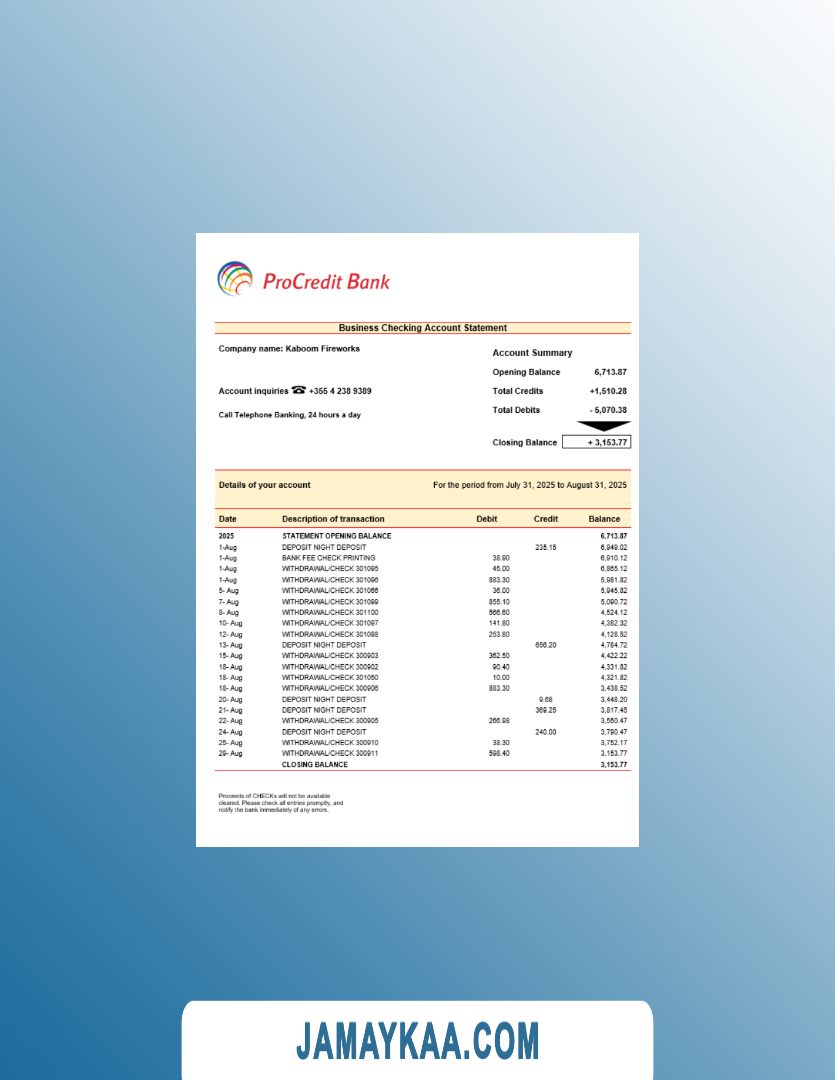 ProCredit Bank
Business Checking Account Statement
Company name: Kaboom Fireworks
Account inquiries ☎ +355 4 238 9389
Call Telephone Banking, 24 hours a day
Account Summary
Opening Balance 6,713.87
Total Credits +1,510.28
Total Debits - 5,070.38
Closing Balance + 3,153.77
Details of your account For the period from July 31, 2025 to August 31, 2025
Date Description of transaction Debit Credit Balance
2025 STATEMENT OPENING BALANCE 6,713.87
1-Aug DEPOSIT NIGHT DEPOSIT 235.15 6,949.02
1-Aug BANK FEE CHECK PRINTING 38.90 6,910.12
1-Aug WITHDRAWAL/CHECK 301095 45.00 6,865.12
1-Aug WITHDRAWAL/CHECK 301096 883.30 5,981.82
5- Aug WITHDRAWAL/CHECK 301066 36.00 5,945.82
7- Aug WITHDRAWAL/CHECK 301099 855.10 5,090.72
8- Aug WITHDRAWAL/CHECK 301100 566.60 4,524.12
10- Aug WITHDRAWAL/CHECK 301097 141.80 4,382.32
12- Aug WITHDRAWAL/CHECK 301098 253.80 4,128.52
13- Aug DEPOSIT NIGHT DEPOSIT 656.20 4,784.72
15- Aug WITHDRAWAL/CHECK 300903 362.50 4,422.22
18- Aug WITHDRAWAL/CHECK 300902 90.40 4,331.82
18- Aug WITHDRAWAL/CHECK 301050 10.00 4,321.82
18- Aug WITHDRAWAL/CHECK 300906 883.30 3,438.52
20- Aug DEPOSIT NIGHT DEPOSIT 9.68 3,448.20
21- Aug DEPOSIT NIGHT DEPOSIT 369.25 3,817.45
22- Aug WITHDRAWAL/CHECK 300905 266.98 3,550.47
24- Aug DEPOSIT NIGHT DEPOSIT 240.00 3,790.47
25- Aug WITHDRAWAL/CHECK 300910 38.30 3,752.17
29- Aug WITHDRAWAL/CHECK 300911 598.40 3,153.77
CLOSING BALANCE 3,153.77
Proceeds of CHECKs will not be available
cleared. Please check all entries promptly, and
notify the bank immediately of any errors.
JAMAYKAA.COM